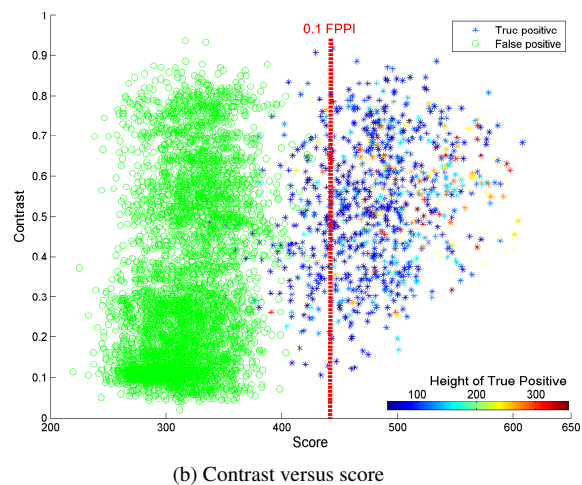 0.1 FPPI
True positive
False positive
1
0.9
0.8
0.7
0.6
0.5
0.4
0.3
0.2
0.1
0
Contrast
Height of True Positive
100 200 300
200 300 400 500 600 650
Score
(b) Contrast versus score